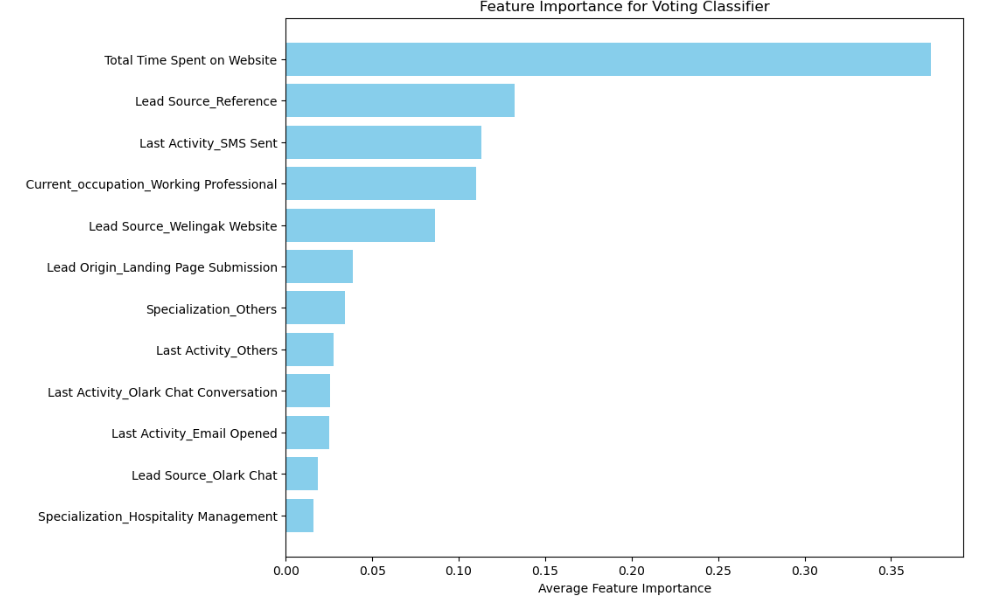 Feature Importance for Voting Classifier
Total Time Spent on Website
Lead Source_Reference
Last Activity_SMS Sent
Current_occupation_Working Professional
Lead Source_Welingak Website
Lead Origin_Landing Page Submission
Specialization_Others
Last Activity_Others
Last Activity_Olark Chat Conversation
Last Activity_Email Opened
Lead Source_Olark Chat
Specialization_Hospitality Management
0.00 0.05 0.10 0.15 0.20 0.25 0.30 0.35
Average Feature Importance